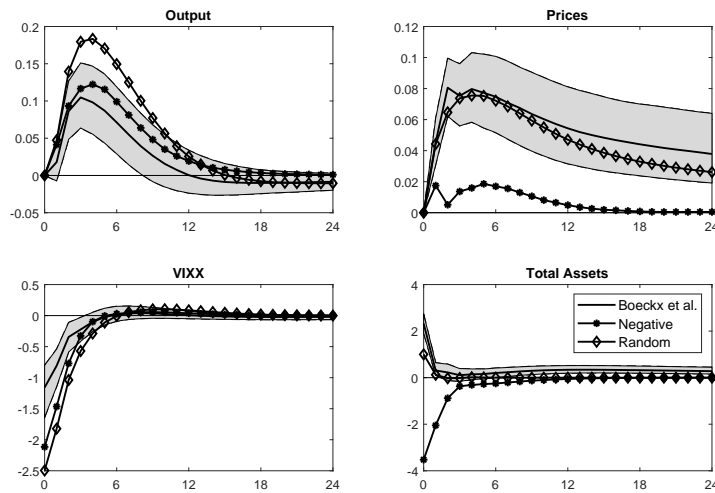 Output
0.2
0.15
0.1
0.05
0
-0.05
0 6 12 18 24
Prices
0.12
0.1
0.08
0.06
0.04
0.02
0
0 6 12 18 24
VIXX
0.5
0
-0.5
-1
-1.5
-2
-2.5
0 6 12 18 24
Total Assets
4
2
0
-2
-4
0 6 12 18 24
Boeckx et al.
Negative
Random